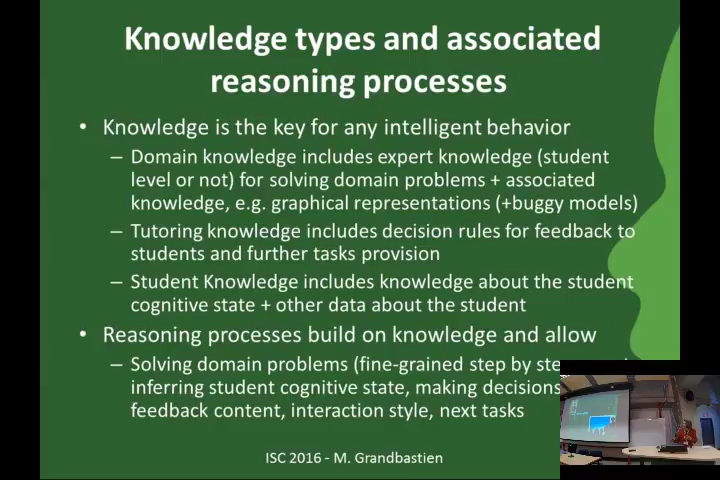 Knowledge types and associated
reasoning processes
• Knowledge is the key for any intelligent behavior
– Domain knowledge includes expert knowledge (student
level or not) for solving domain problems + associated
knowledge, e.g. graphical representations (+buggy models)
– Tutoring knowledge includes decision rules for feedback to
students and further tasks provision
– Student Knowledge includes knowledge about the student
cognitive state + other data about the student
• Reasoning processes build on knowledge and allow
– Solving domain problems (fine-grained step by
inferring student cognitive state, making decisions
feedback content, interaction style, next tasks
ISC 2016 - M. Grandbastien